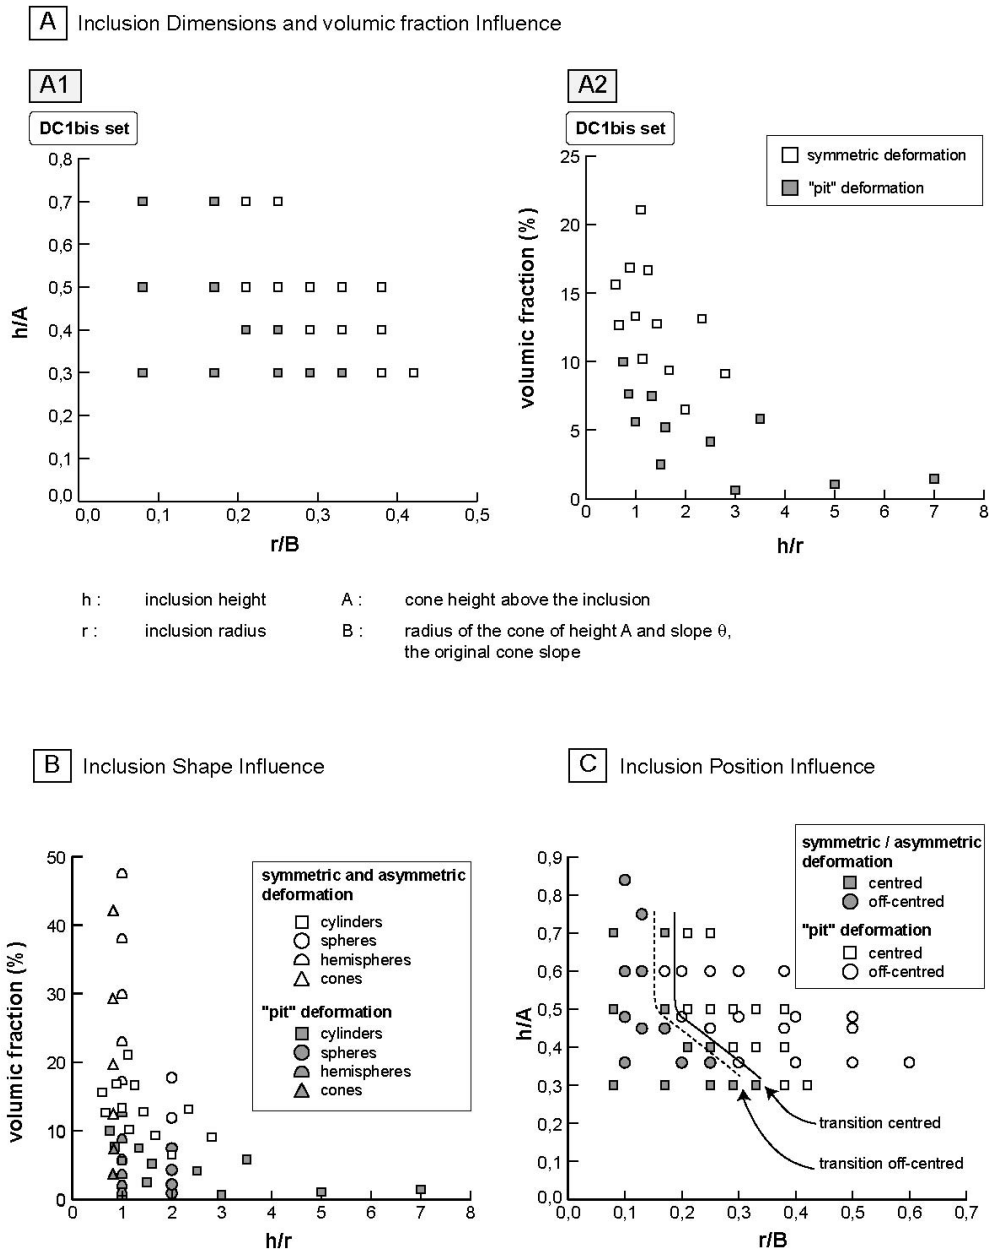 A Inclusion Dimensions and volumic fraction Influence
A1
DC1bis set
h/A
0,8
0,7
0,6
0,5
0,4
0,3
0,2
0,1
0,0
0,0 0,1 0,2 0,3 0,4 0,5
r/B
A2
DC1bis set
symmetric deformation
"pit" deformation
volumic fraction (%)
25
20
15
10
5
0
0 1 2 3 4 5 6 7 8
h/r
h : inclusion height A : cone height above the inclusion
r : inclusion radius B : radius of the cone of height A and slope θ,
the original cone slope
B Inclusion Shape Influence
volumic fraction (%)
50
40
30
20
10
0
0 1 2 3 4 5 6 7 8
h/r
symmetric and asymmetric
deformation
cylinders
spheres
hemispheres
cones
"pit" deformation
cylinders
spheres
hemispheres
cones
C Inclusion Position Influence
symmetric / asymmetric
deformation
centred
off-centred
"pit" deformation
centred
off-centred
h/A
0,9
0,8
0,7
0,6
0,5
0,4
0,3
0,2
0,1
0,0
transition centred
transition off-centred
0,0 0,1 0,2 0,3 0,4 0,5 0,6 0,7
r/B